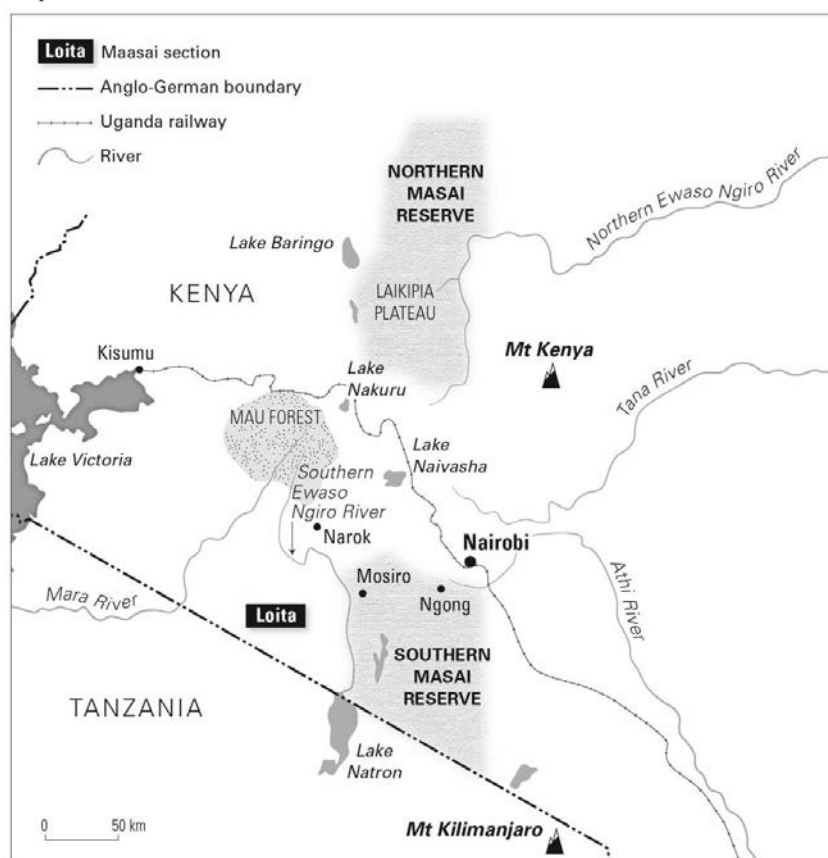 Loita Maasai section
Anglo-German boundary
Uganda railway
River
NORTHERN
MASAI
RESERVE
Northern Ewaso Ngiro River
Lake Baringo
KENYA
LAIKIPIA
PLATEAU
Mt Kenya
Kisumu
Lake
Nakuru
Tana River
MAU FOREST
Lake
Naivasha
Lake Victoria
Southern
Ewaso
Ngiro River
Narok
Nairobi
Mosiro
Ngong
Mara River
Athi River
Loita
SOUTHERN
MASAI
RESERVE
TANZANIA
Lake
Natron
0 50 km
Mt Kilimanjaro